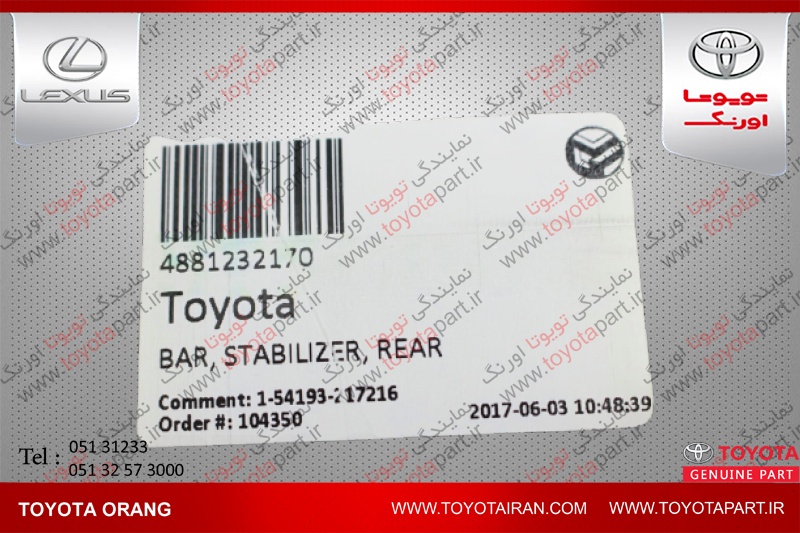 LEXUS
تویوتا
اورنگ
4881232170
Toyota
BAR, STABILIZER, REAR
Comment: 1-54193-217216
Order #: 104350
2017-06-03 10:48:39
نمایندگی تویوتا اورنگ
www.toyotapart.ir
Tel : 051 31233
051 32 57 3000
TOYOTA
GENUINE PART
TOYOTA ORANG
WWW.TOYOTAIRAN.COM / WWW.TOYOTAPART.IR